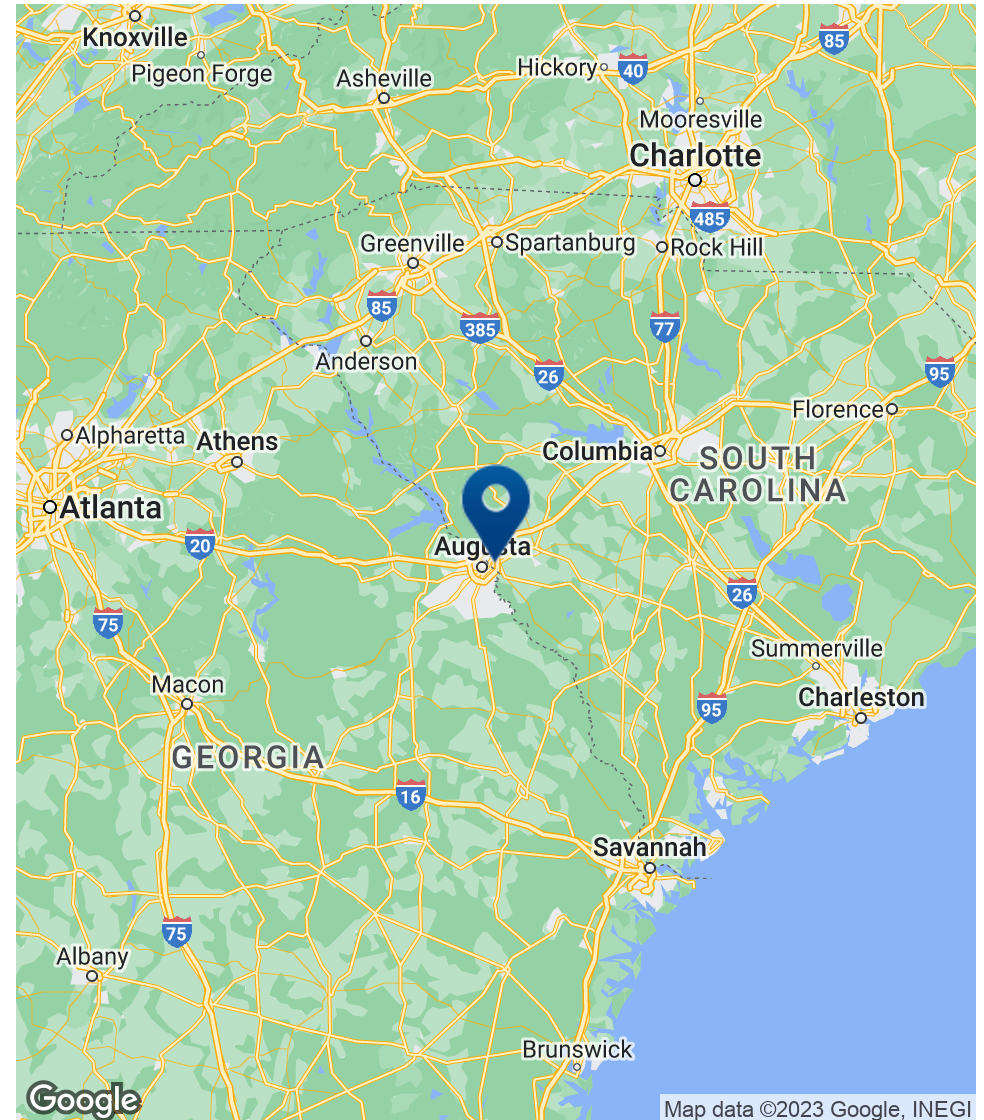 Knoxville
85
Pigeon Forge
Asheville
Hickory
40
Mooresville
Charlotte
485
Greenville
Spartanburg
Rock Hill
85
385
77
Anderson
26
95
Florence
Alpharetta
Athens
Columbia
SOUTH
CAROLINA
Atlanta
20
Augusta
26
75
Summerville
Macon
Charleston
95
GEORGIA
16
Savannah
75
Albany
Brunswick
Google
Map data ©2023 Google, INEGI